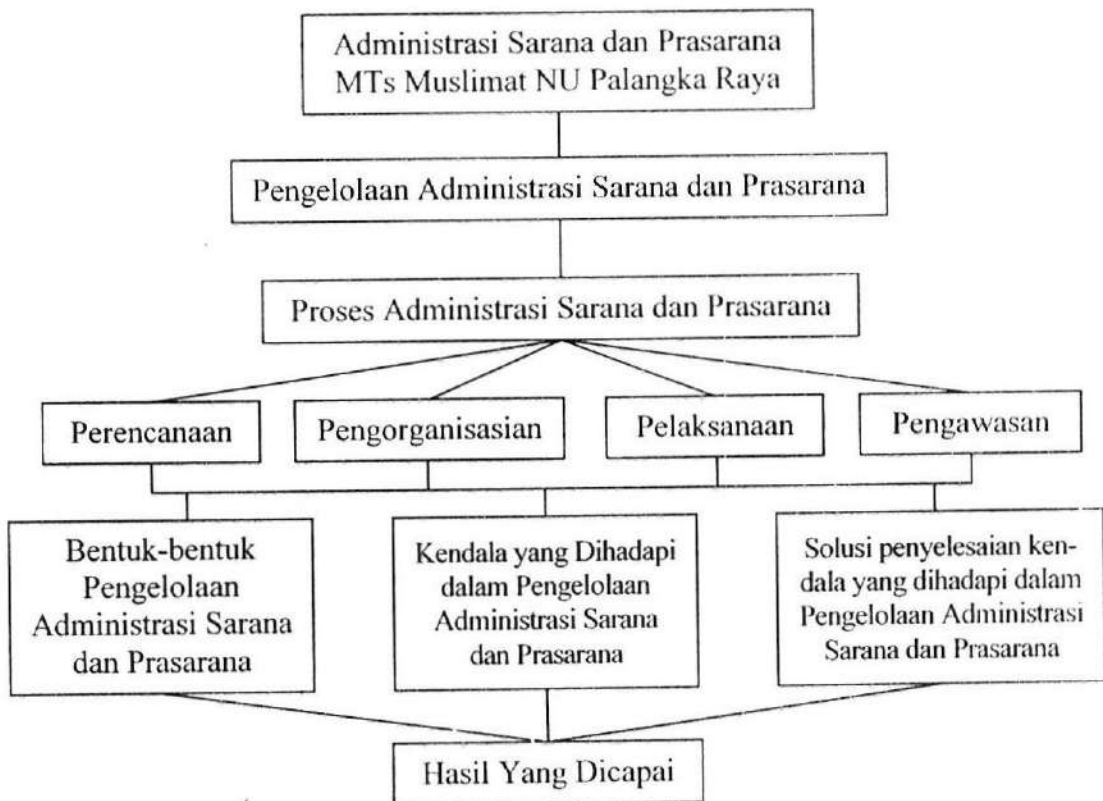 Administrasi Sarana dan Prasarana
MTs Muslimat NU Palangka Raya
Pengelolaan Administrasi Sarana dan Prasarana
Proses Administrasi Sarana dan Prasarana
Perencanaan
Pengorganisasian
Pelaksanaan
Pengawasan
Bentuk-bentuk
Pengelolaan
Administrasi Sarana
dan Prasarana
Kendala yang Dihadapi
dalam Pengelolaan
Administrasi Sarana
dan Prasarana
Solusi penyelesaian ken-
dala yang dihadapi dalam
Pengelolaan Administrasi
Sarana dan Prasarana
Hasil Yang Dicapai